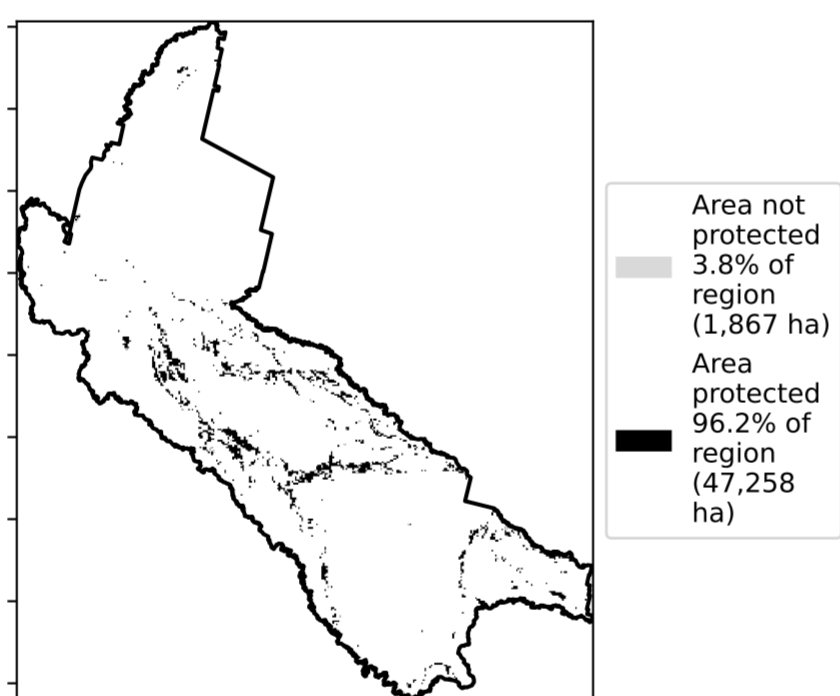 Area not
protected
3.8% of
region
(1,867 ha)
Area
protected
96.2% of
region
(47,258
ha)